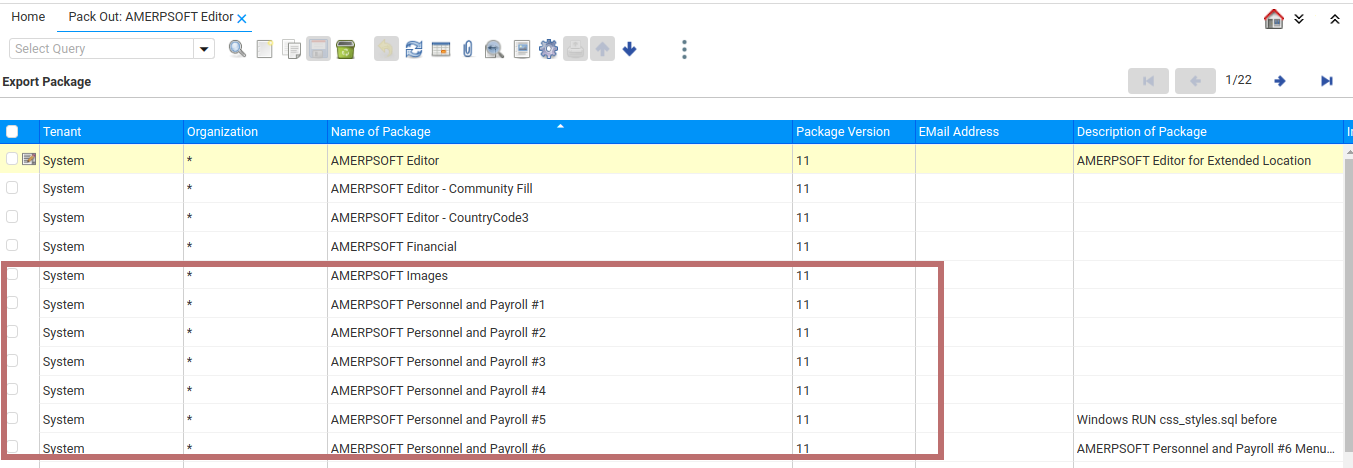 Home Pack Out: AMERPSOFT Editor
Select Query
Export Package 1/22
Tenant Organization Name of Package Package Version EMail Address Description of Package
System * AMERPSOFT Editor 11 AMERPSOFT Editor for Extended Location
System * AMERPSOFT Editor - Community Fill 11
System * AMERPSOFT Editor - CountryCode3 11
System * AMERPSOFT Financial 11
System * AMERPSOFT Images 11
System * AMERPSOFT Personnel and Payroll #1 11
System * AMERPSOFT Personnel and Payroll #2 11
System * AMERPSOFT Personnel and Payroll #3 11
System * AMERPSOFT Personnel and Payroll #4 11
System * AMERPSOFT Personnel and Payroll #5 11 Windows RUN css_styles.sql before
System * AMERPSOFT Personnel and Payroll #6 11 AMERPSOFT Personnel and Payroll #6 Menu...